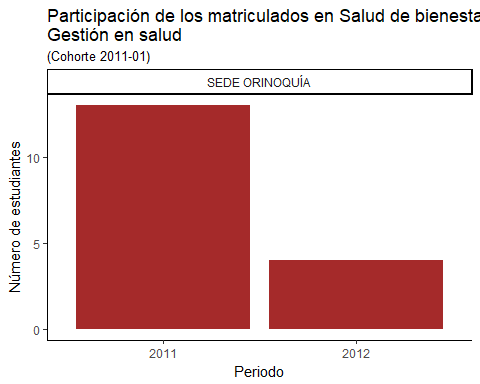 Participación de los matriculados en Salud de bienesta
Gestión en salud
(Cohorte 2011-01)
SEDE ORINOQUÍA
Número de estudiantes
10
5
0
2011
2012
Periodo